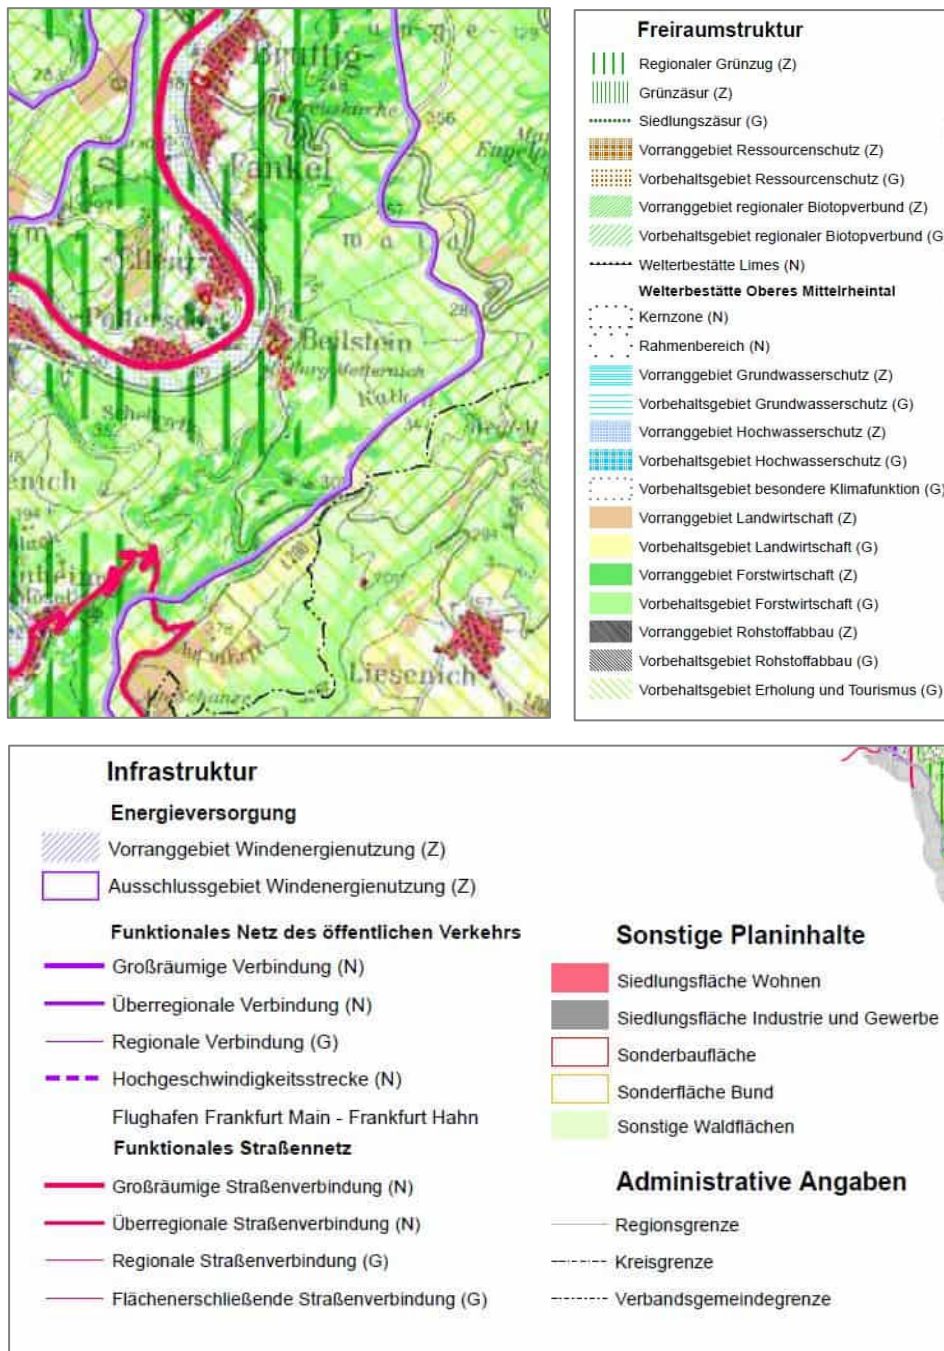 Bruttig-
Fankel
Ellenz-
Poltersdorf
Beilstein
Liesenich
Freiraumstruktur
Regionaler Grünzug (Z)
Grünzäsur (Z)
Siedlungszäsur (G)
Vorranggebiet Ressourcenschutz (Z)
Vorbehaltsgebiet Ressourcenschutz (G)
Vorranggebiet regionaler Biotopverbund (Z)
Vorbehaltsgebiet regionaler Biotopverbund (G
Welterbestätte Limes (N)
Welterbestätte Oberes Mittelrheintal
Kernzone (N)
Rahmenbereich (N)
Vorranggebiet Grundwasserschutz (Z)
Vorbehaltsgebiet Grundwasserschutz (G)
Vorranggebiet Hochwasserschutz (Z)
Vorbehaltsgebiet Hochwasserschutz (G)
Vorbehaltsgebiet besondere Klimafunktion (G)
Vorranggebiet Landwirtschaft (Z)
Vorbehaltsgebiet Landwirtschaft (G)
Vorranggebiet Forstwirtschaft (Z)
Vorbehaltsgebiet Forstwirtschaft (G)
Vorranggebiet Rohstoffabbau (Z)
Vorbehaltsgebiet Rohstoffabbau (G)
Vorbehaltsgebiet Erholung und Tourismus (G)
Infrastruktur
Energieversorgung
Vorranggebiet Windenergienutzung (Z)
Ausschlussgebiet Windenergienutzung (Z)
Funktionales Netz des öffentlichen Verkehrs
Großräumige Verbindung (N)
Überregionale Verbindung (N)
Regionale Verbindung (G)
Hochgeschwindigkeitsstrecke (N)
Flughafen Frankfurt Main - Frankfurt Hahn
Funktionales Straßennetz
Großräumige Straßenverbindung (N)
Überregionale Straßenverbindung (N)
Regionale Straßenverbindung (G)
Flächenerschließende Straßenverbindung (G)
Sonstige Planinhalte
Siedlungsfläche Wohnen
Siedlungsfläche Industrie und Gewerbe
Sonderbaufläche
Sonderfläche Bund
Sonstige Waldflächen
Administrative Angaben
Regionsgrenze
Kreisgrenze
Verbandsgemeindegrenze